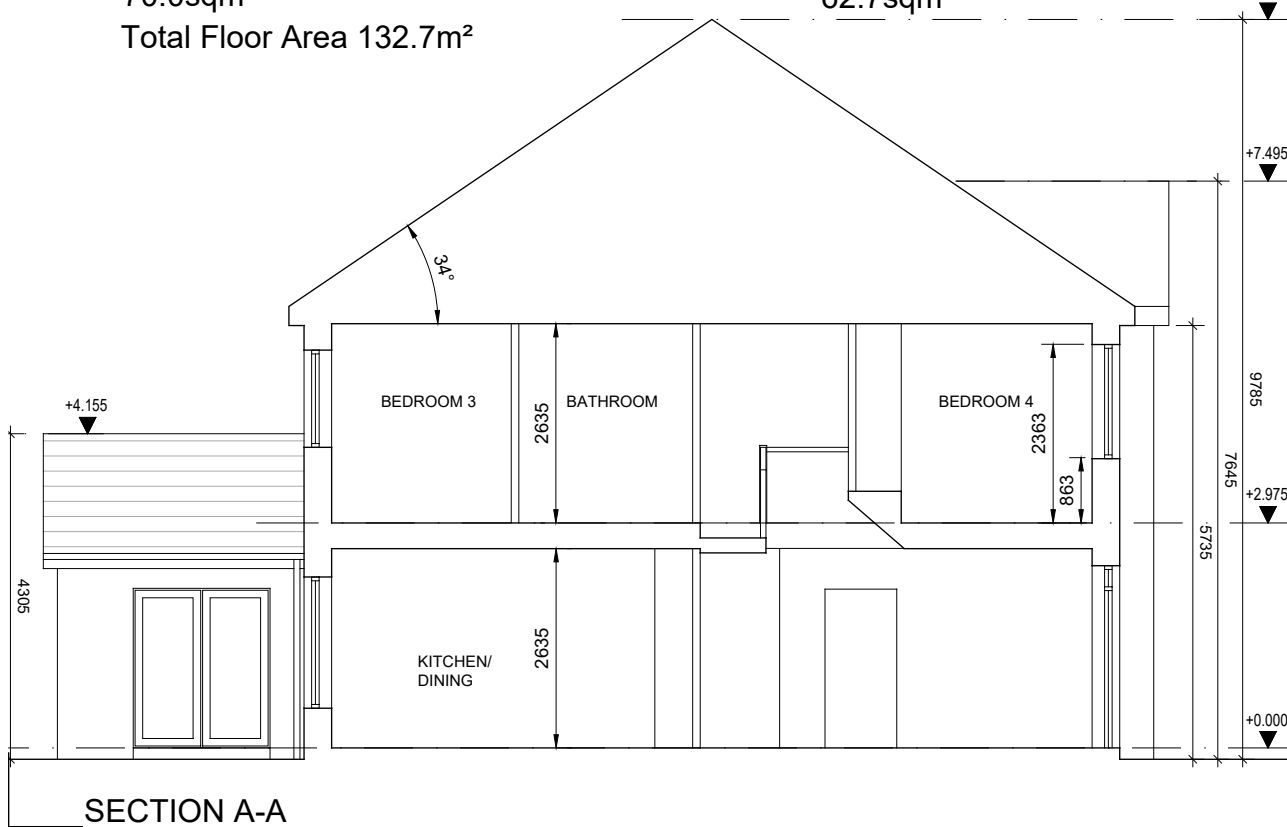 70.0sqm
62.7sqm
Total Floor Area 132.7m²
+7.495
34°
+4.155
BEDROOM 3
BATHROOM
BEDROOM 4
2635
2363
863
9785
7645
+2.975
5735
4305
KITCHEN/
DINING
2635
+0.000
SECTION A-A